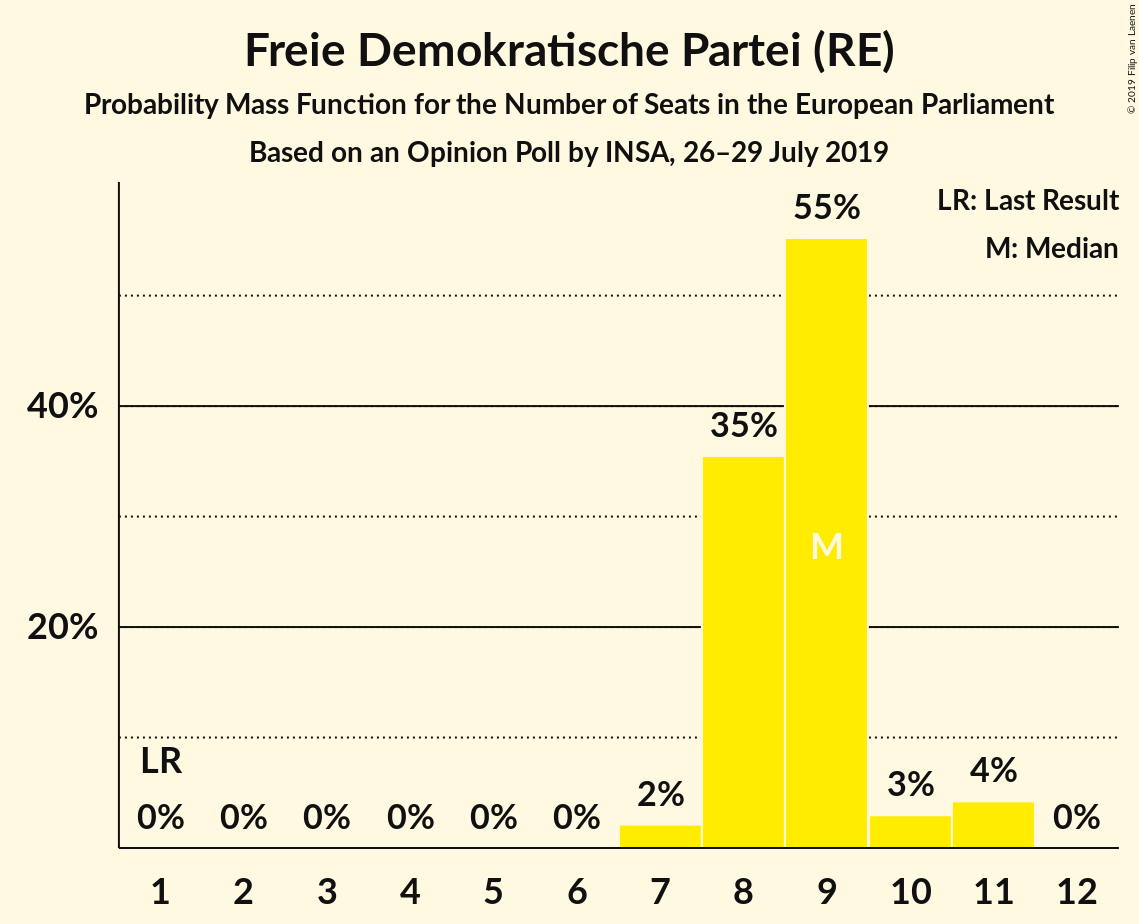 Freie Demokratische Partei (RE)
Probability Mass Function for the Number of Seats in the European Parliament
Based on an Opinion Poll by INSA, 26–29 July 2019
© 2019 Filip van Laenen
LR: Last Result
M: Median
55%
40%
35%
M
20%
LR
0% 0% 0% 0% 0% 0% 2% 3% 4% 0%
1 2 3 4 5 6 7 8 9 10 11 12